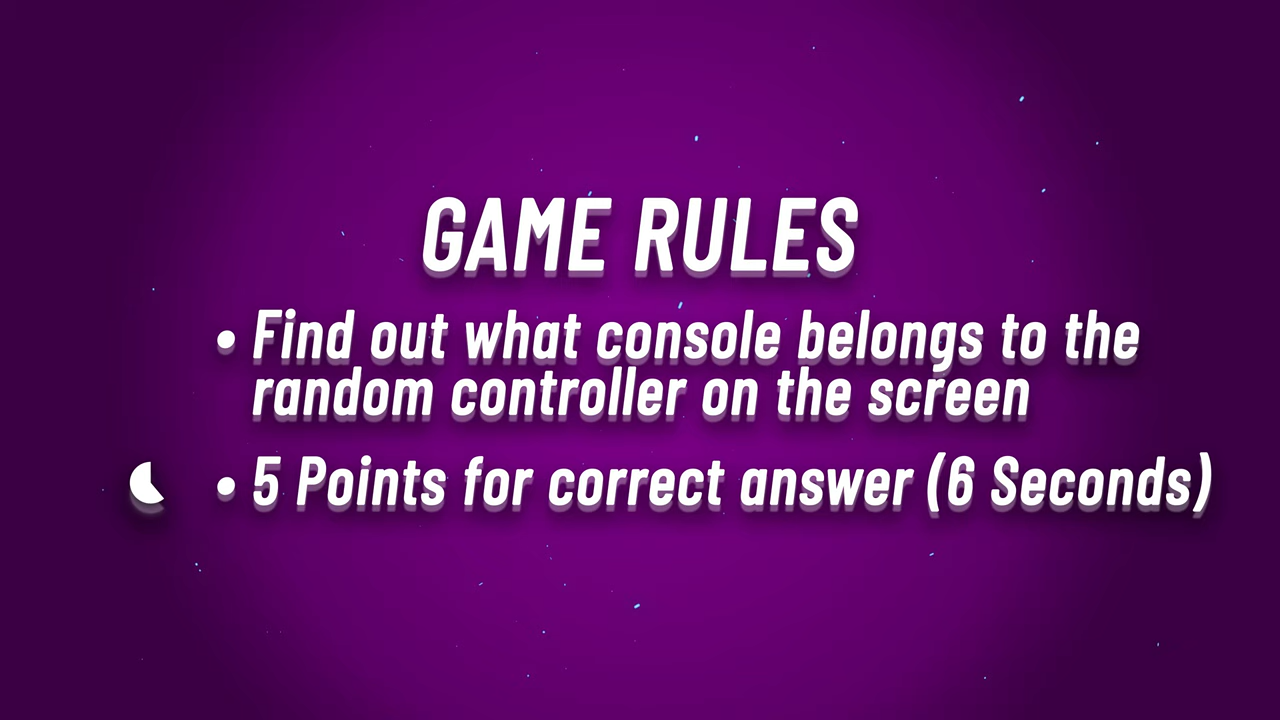 GAME RULES
• Find out what console belongs to the
random controller on the screen
• 5 Points for correct answer (6 Seconds)